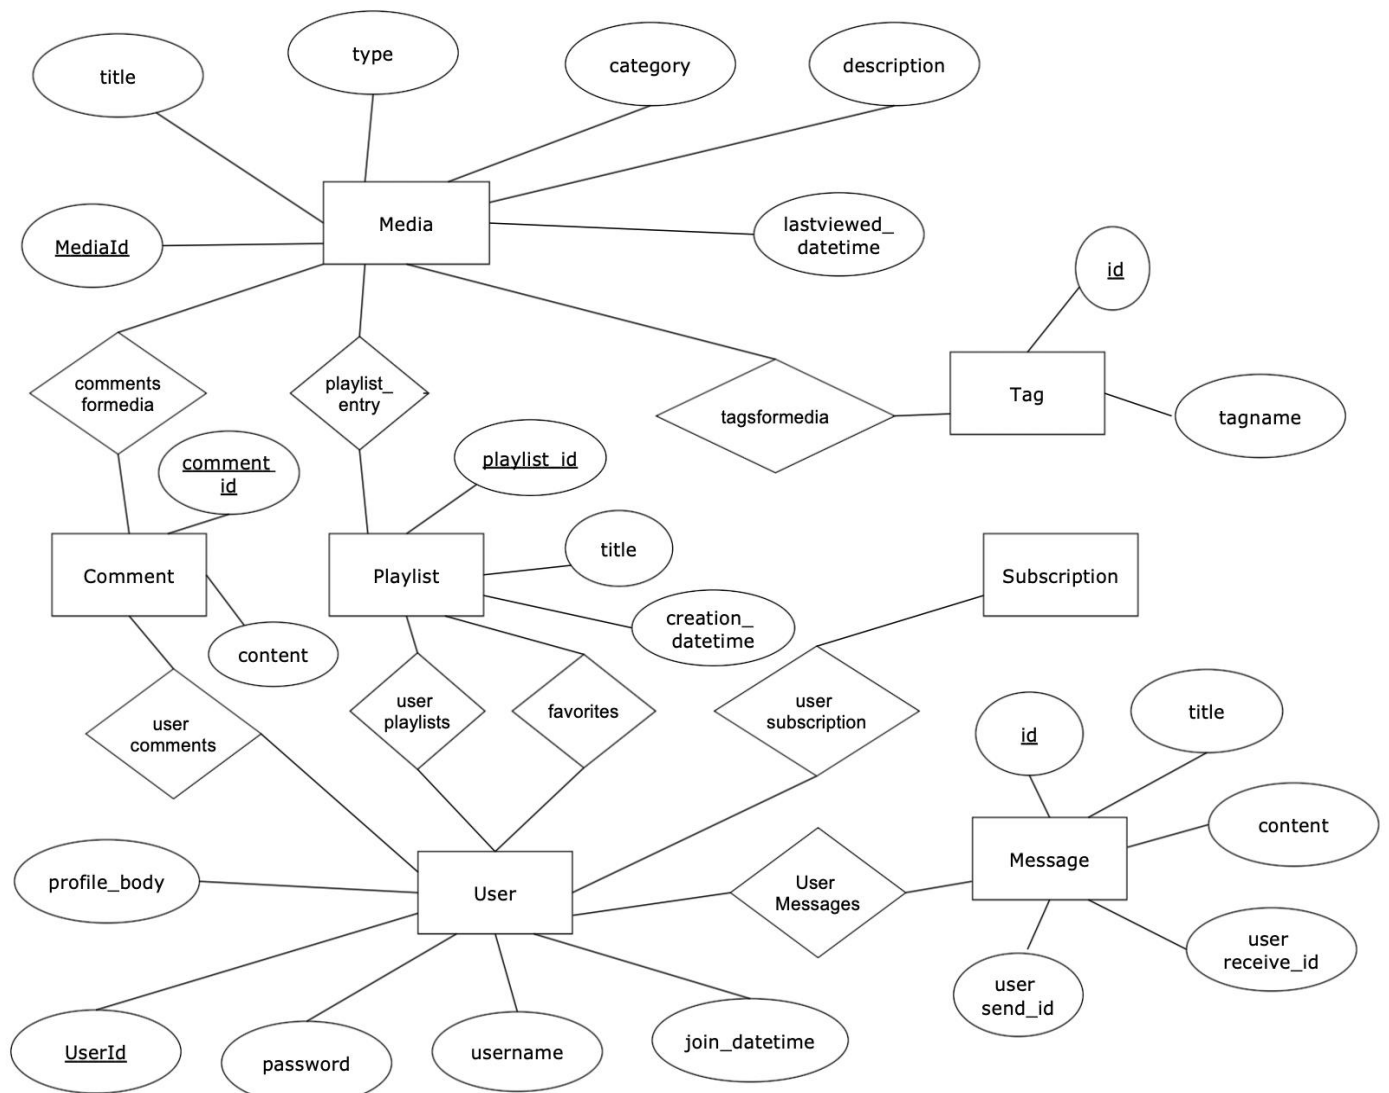 title
type
category
description
Media
MediaId
lastviewed_
datetime
id
comments
formedia
playlist_
entry
tagsformedia
Tag
tagname
comment_
id
playlist_id
Comment
Playlist
title
Subscription
content
creation_
datetime
user
comments
user
playlists
favorites
user
subscription
id
title
content
profile_body
User
User
Messages
Message
user
receive_id
user
send_id
UserId
password
username
join_datetime